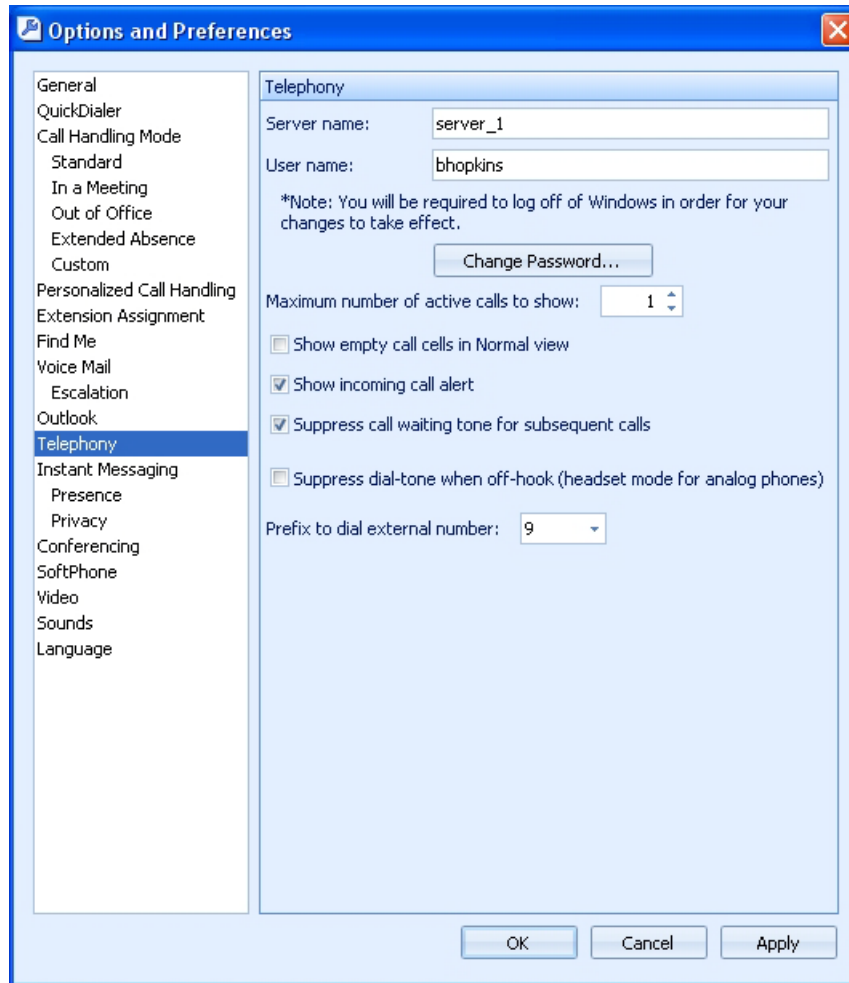 Options and Preferences
General
QuickDialer
Call Handling Mode
Standard
In a Meeting
Out of Office
Extended Absence
Custom
Personalized Call Handling
Extension Assignment
Find Me
Voice Mail
Escalation
Outlook
Telephony
Instant Messaging
Presence
Privacy
Conferencing
SoftPhone
Video
Sounds
Language
Telephony
Server name: server_1
User name: bhopkins
*Note: You will be required to log off of Windows in order for your
changes to take effect.
Change Password...
Maximum number of active calls to show: 1
Show empty call cells in Normal view
Show incoming call alert
Suppress call waiting tone for subsequent calls
Suppress dial-tone when off-hook (headset mode for analog phones)
Prefix to dial external number: 9
OK Cancel Apply